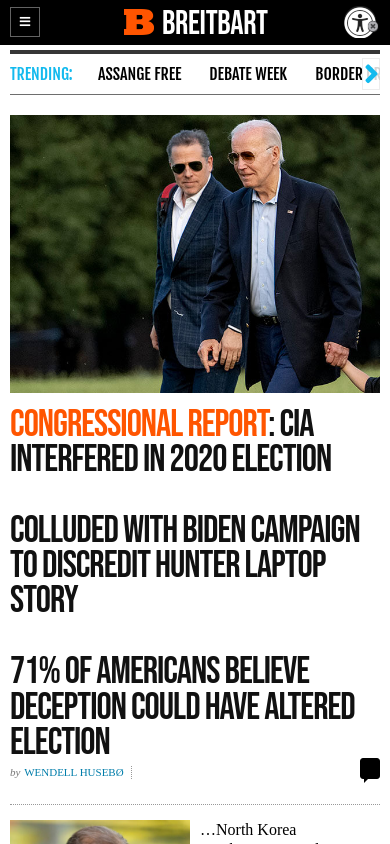 B BREITBART
TRENDING: ASSANGE FREE DEBATE WEEK BORDER
CONGRESSIONAL REPORT: CIA
INTERFERED IN 2020 ELECTION
COLLUDED WITH BIDEN CAMPAIGN
TO DISCREDIT HUNTER LAPTOP
STORY
71% OF AMERICANS BELIEVE
DECEPTION COULD HAVE ALTERED
ELECTION
by WENDELL HUSEBØ
…North Korea